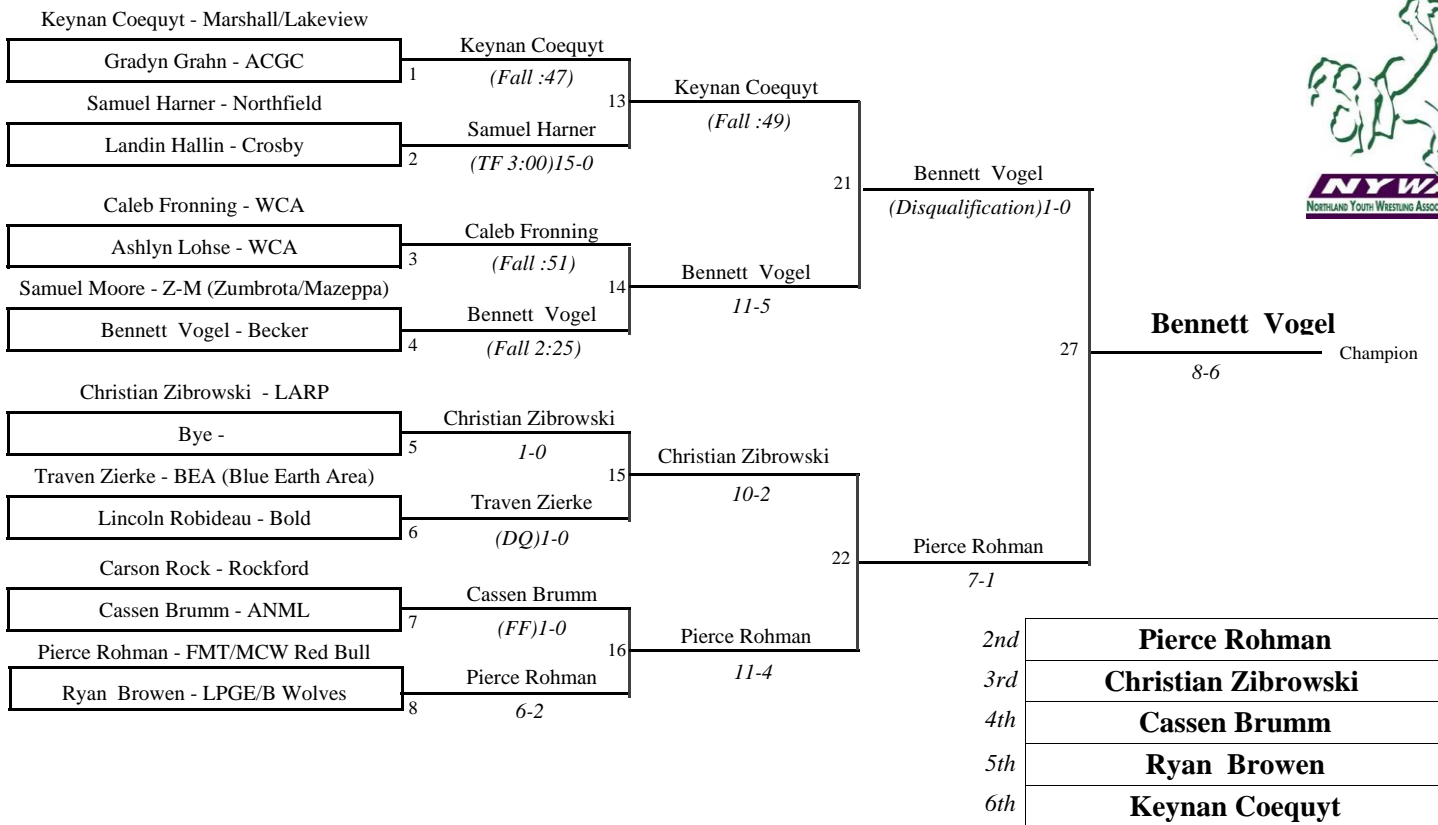 Keynan Coequyt - Marshall/Lakeview
Gradyn Grahn - ACGC
1
Samuel Harner - Northfield
Landin Hallin - Crosby
2
Caleb Fronning - WCA
Ashlyn Lohse - WCA
3
Samuel Moore - Z-M (Zumbrota/Mazeppa)
Bennett Vogel - Becker
4
Christian Zibrowski - LARP
Bye -
5
Traven Zierke - BEA (Blue Earth Area)
Lincoln Robideau - Bold
6
Carson Rock - Rockford
Cassen Brumm - ANML
7
Pierce Rohman - FMT/MCW Red Bull
Ryan Browen - LPGE/B Wolves
8
Keynan Coequyt
(Fall :47)
13
Samuel Harner
(TF 3:00)15-0
Caleb Fronning
(Fall :51)
14
Bennett Vogel
(Fall 2:25)
Christian Zibrowski
1-0
15
Traven Zierke
(DQ)1-0
Cassen Brumm
(FF)1-0
16
Pierce Rohman
6-2
Keynan Coequyt
(Fall :49)
21
Bennett Vogel
11-5
Christian Zibrowski
10-2
22
Pierce Rohman
11-4
Bennett Vogel
(Disqualification)1-0
27
Pierce Rohman
7-1
Bennett Vogel
Champion
8-6
NYWA
NORTHLAND YOUTH WRESTLING ASSOC
2nd Pierce Rohman
3rd Christian Zibrowski
4th Cassen Brumm
5th Ryan Browen
6th Keynan Coequyt